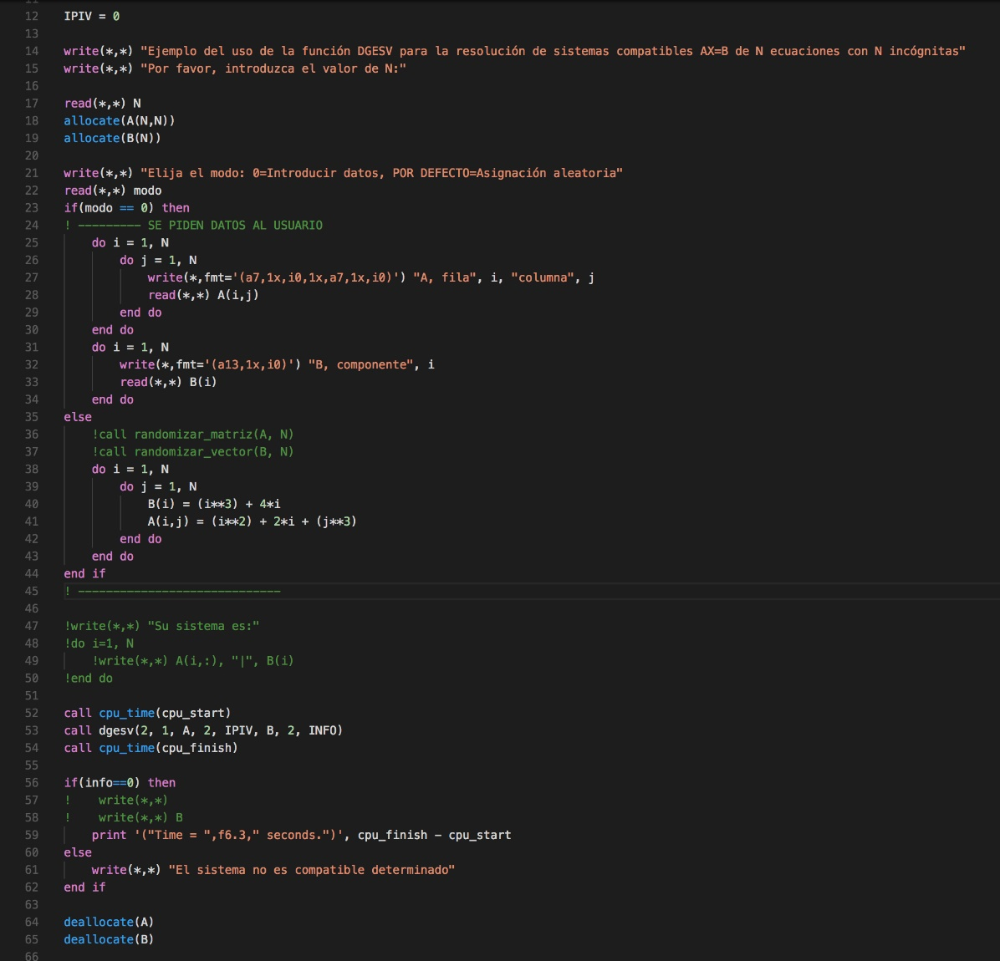 12 IPIV = 0
13
14 write(*,*) "Ejemplo del uso de la función DGESV para la resolución de sistemas compatibles AX=B de N ecuaciones con N incógnitas"
15 write(*,*) "Por favor, introduzca el valor de N:"
16
17 read(*,*) N
18 allocate(A(N,N))
19 allocate(B(N))
20
21 write(*,*) "Elija el modo: 0=Introducir datos, POR DEFECTO=Asignación aleatoria"
22 read(*,*) modo
23 if(modo == 0) then
24 ! --------- SE PIDEN DATOS AL USUARIO
25 do i = 1, N
26 do j = 1, N
27 write(*,fmt='(a7,1x,i0,1x,a7,1x,i0)') "A, fila", i, "columna", j
28 read(*,*) A(i,j)
29 end do
30 end do
31 do i = 1, N
32 write(*,fmt='(a13,1x,i0)') "B, componente", i
33 read(*,*) B(i)
34 end do
35 else
36 !call randomizar_matriz(A, N)
37 !call randomizar_vector(B, N)
38 do i = 1, N
39 do j = 1, N
40 B(i) = (i**3) + 4*i
41 A(i,j) = (i**2) + 2*i + (j**3)
42 end do
43 end do
44 end if
45 ! -----------------------------
46
47 !write(*,*) "Su sistema es:"
48 !do i=1, N
49 !write(*,*) A(i,:), "|", B(i)
50 !end do
51
52 call cpu_time(cpu_start)
53 call dgesv(2, 1, A, 2, IPIV, B, 2, INFO)
54 call cpu_time(cpu_finish)
55
56 if(info==0) then
57 ! write(*,*)
58 ! write(*,*) B
59 print '("Time = ",f6.3," seconds.")', cpu_finish - cpu_start
60 else
61 write(*,*) "El sistema no es compatible determinado"
62 end if
63
64 deallocate(A)
65 deallocate(B)
66